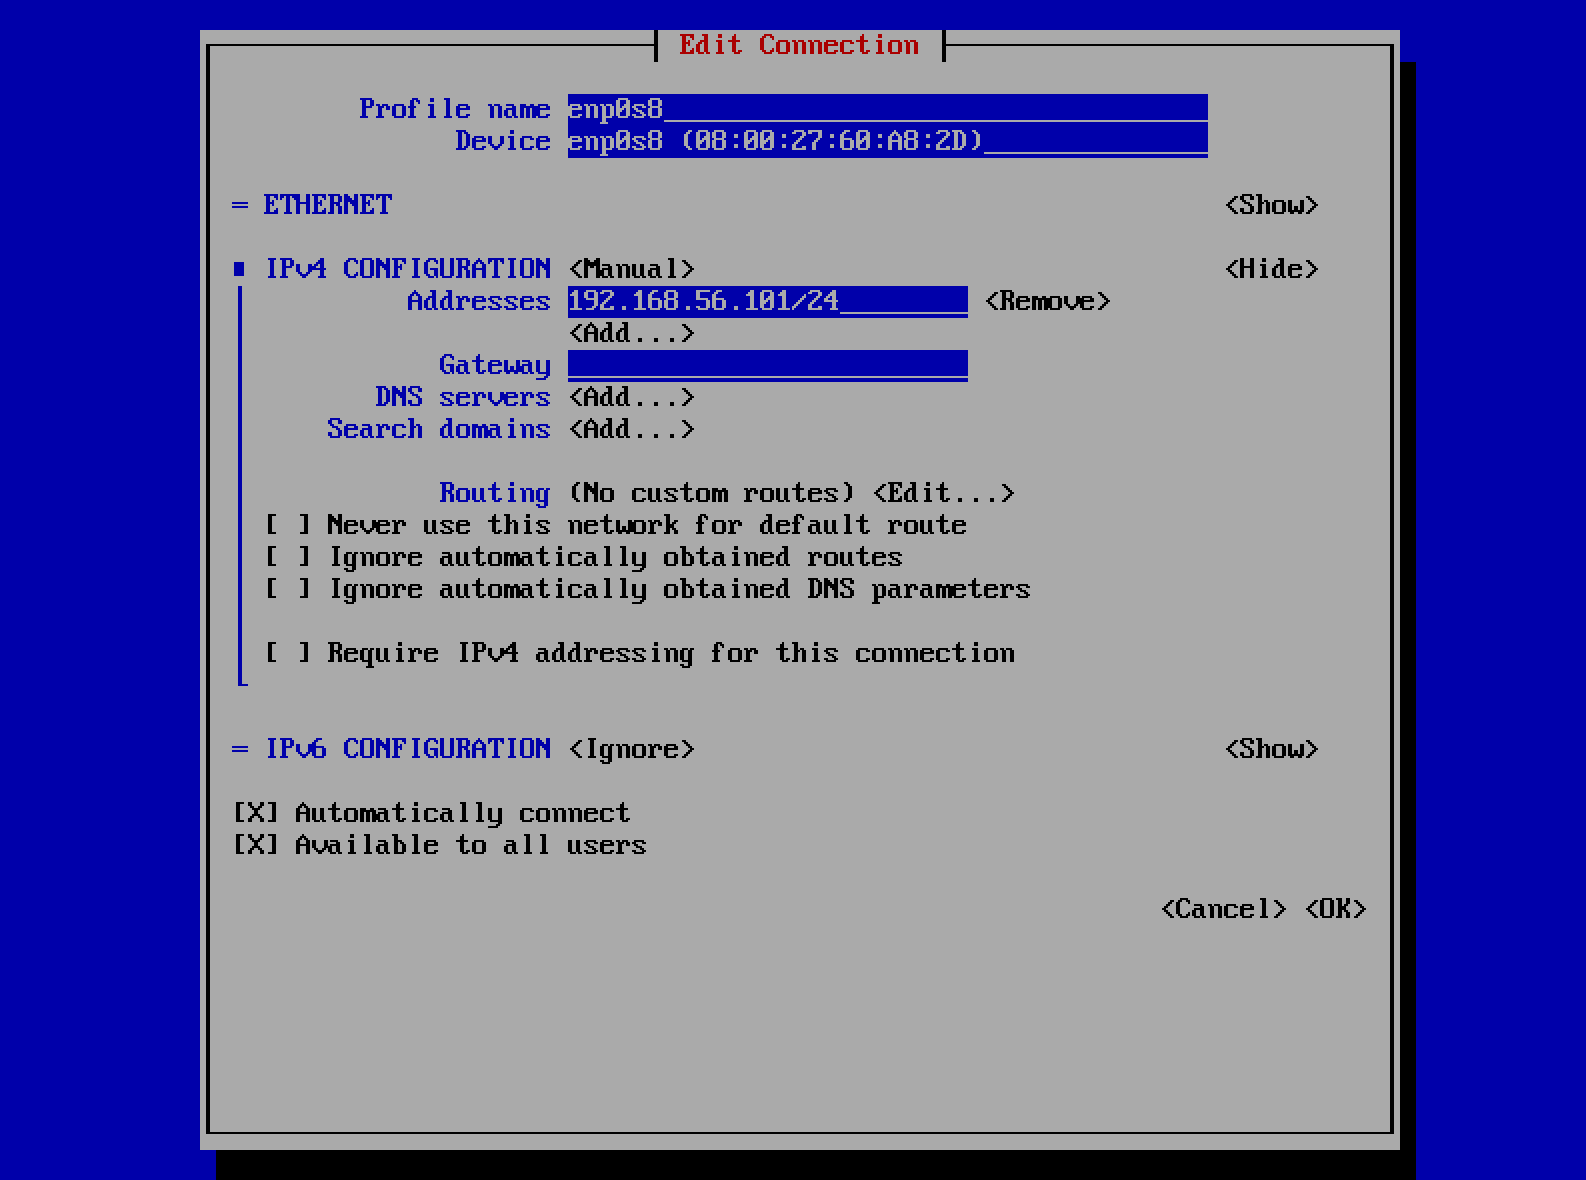 Edit Connection
Profile name enp0s8
Device enp0s8 (08:00:27:60:A8:2D)
= ETHERNET <Show>
IPv4 CONFIGURATION <Manual> <Hide>
Addresses 192.168.56.101/24 <Remove>
<Add...>
Gateway
DNS servers <Add...>
Search domains <Add...>
Routing (No custom routes) <Edit...>
[ ] Never use this network for default route
[ ] Ignore automatically obtained routes
[ ] Ignore automatically obtained DNS parameters
[ ] Require IPv4 addressing for this connection
= IPv6 CONFIGURATION <Ignore> <Show>
[X] Automatically connect
[X] Available to all users
<Cancel> <OK>